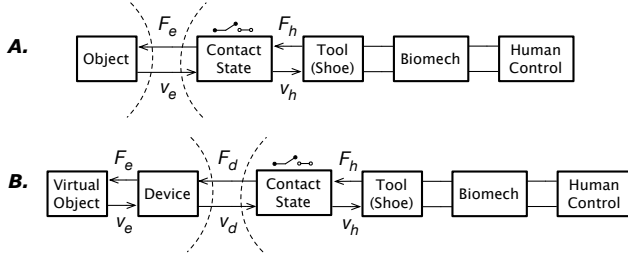 A.
Object
F_e
v_e
Contact
State
F_h
v_h
Tool
(Shoe)
Biomech
Human
Control
B.
Virtual
Object
F_e
v_e
Device
F_d
v_d
Contact
State
F_h
v_h
Tool
(Shoe)
Biomech
Human
Control